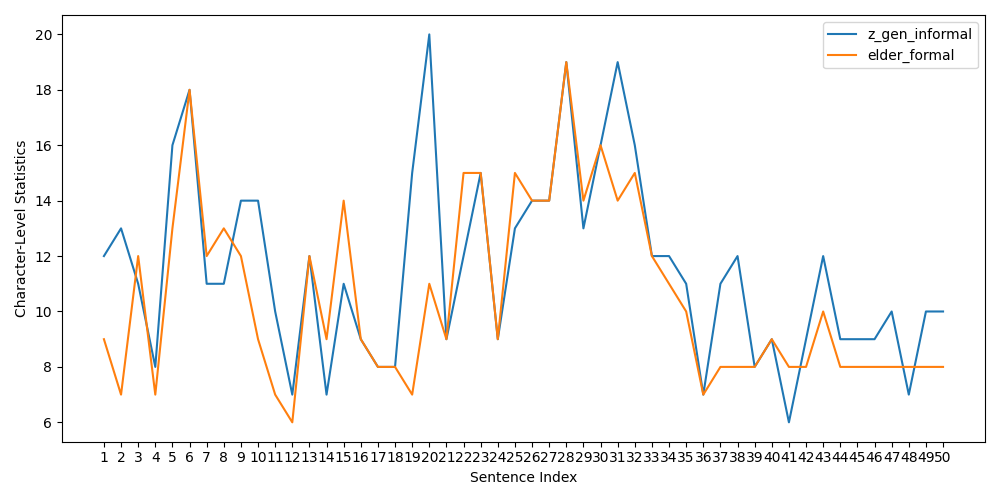 z_gen_informal
elder_formal
20
18
16
14
12
10
8
6
Character-Level Statistics
1 2 3 4 5 6 7 8 9 10 11 12 13 14 15 16 17 18 19 20 21 22 23 24 25 26 27 28 29 30 31 32 33 34 35 36 37 38 39 40 41 42 43 44 45 46 47 48 49 50
Sentence Index